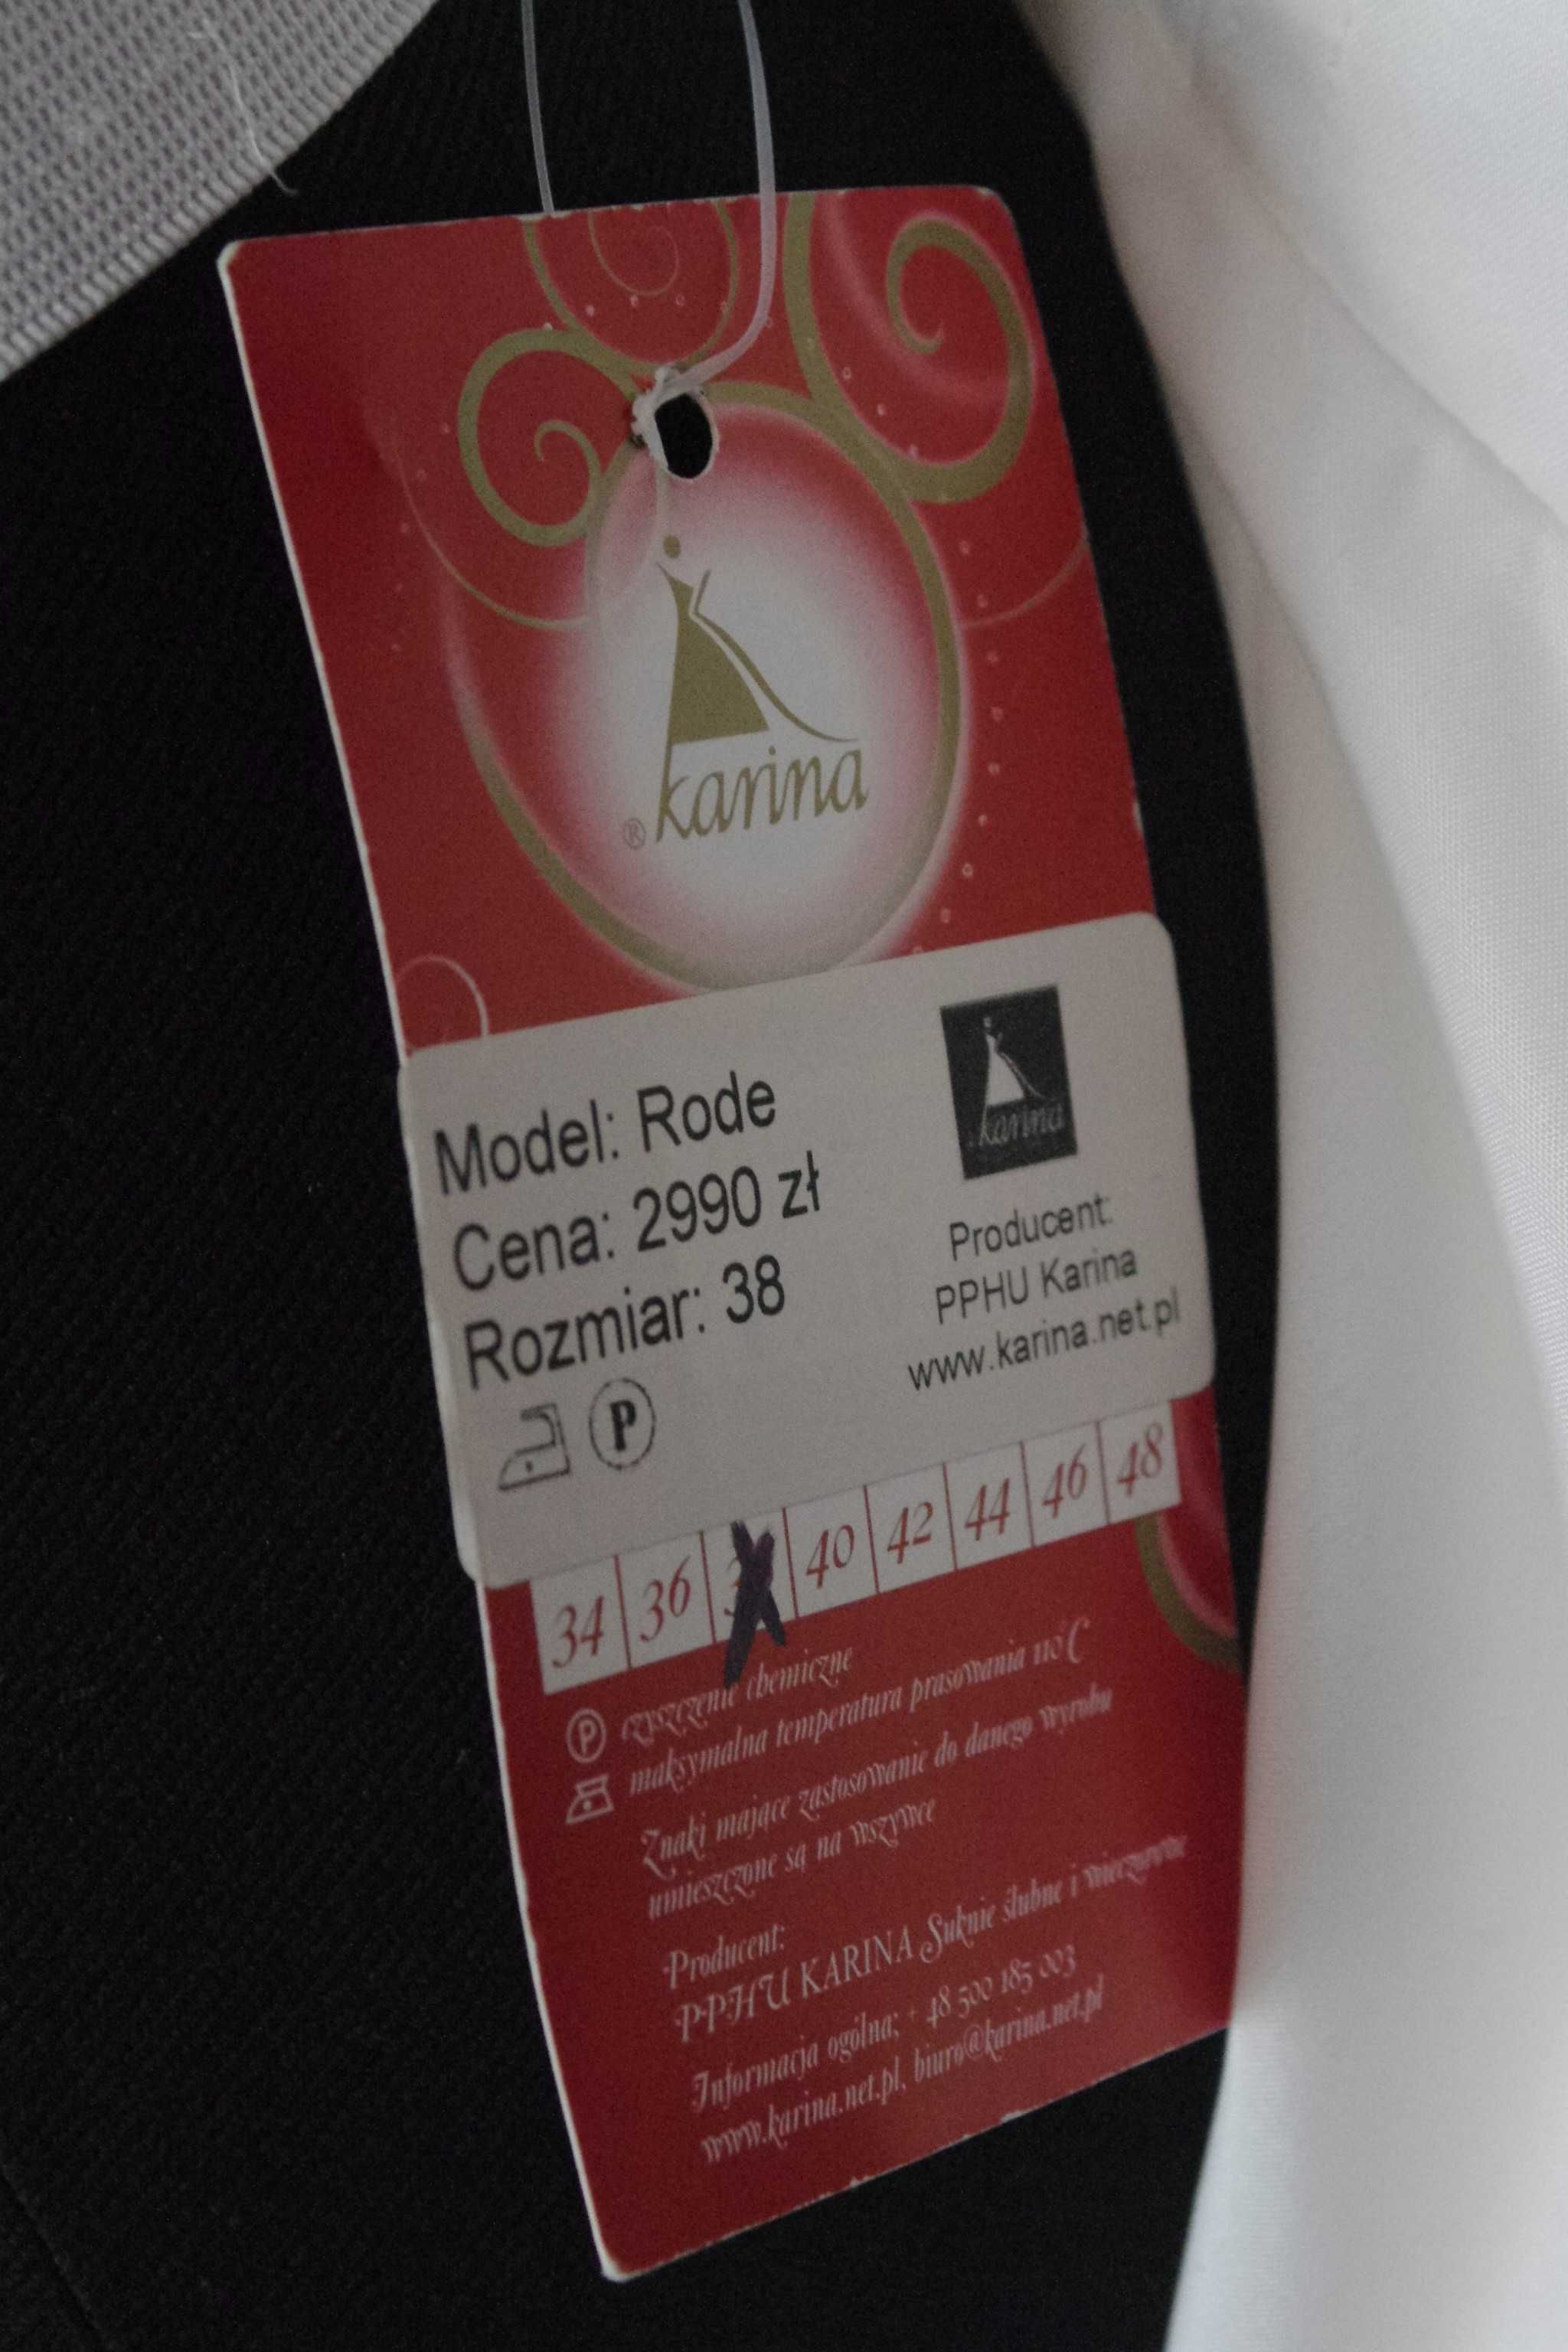 karina
®
Model: Rode
Cena: 2990 zł
Rozmiar: 38
P
karina
Producent:
PPHU Karina
www.karina.net.pl
34 36 38 40 42 44 46 48
P czyszczenie chemiczne
maksymalna temperatura prasowania 110°C
Znaki mające zastosowanie do danego wyrobu
umieszczone są na wszywce
Producent:
PPHU KARINA Suknie ślubne i wieczorowe
Informacja ogólna: + 48 500 185 003
www.karina.net.pl, biuro@karina.net.pl